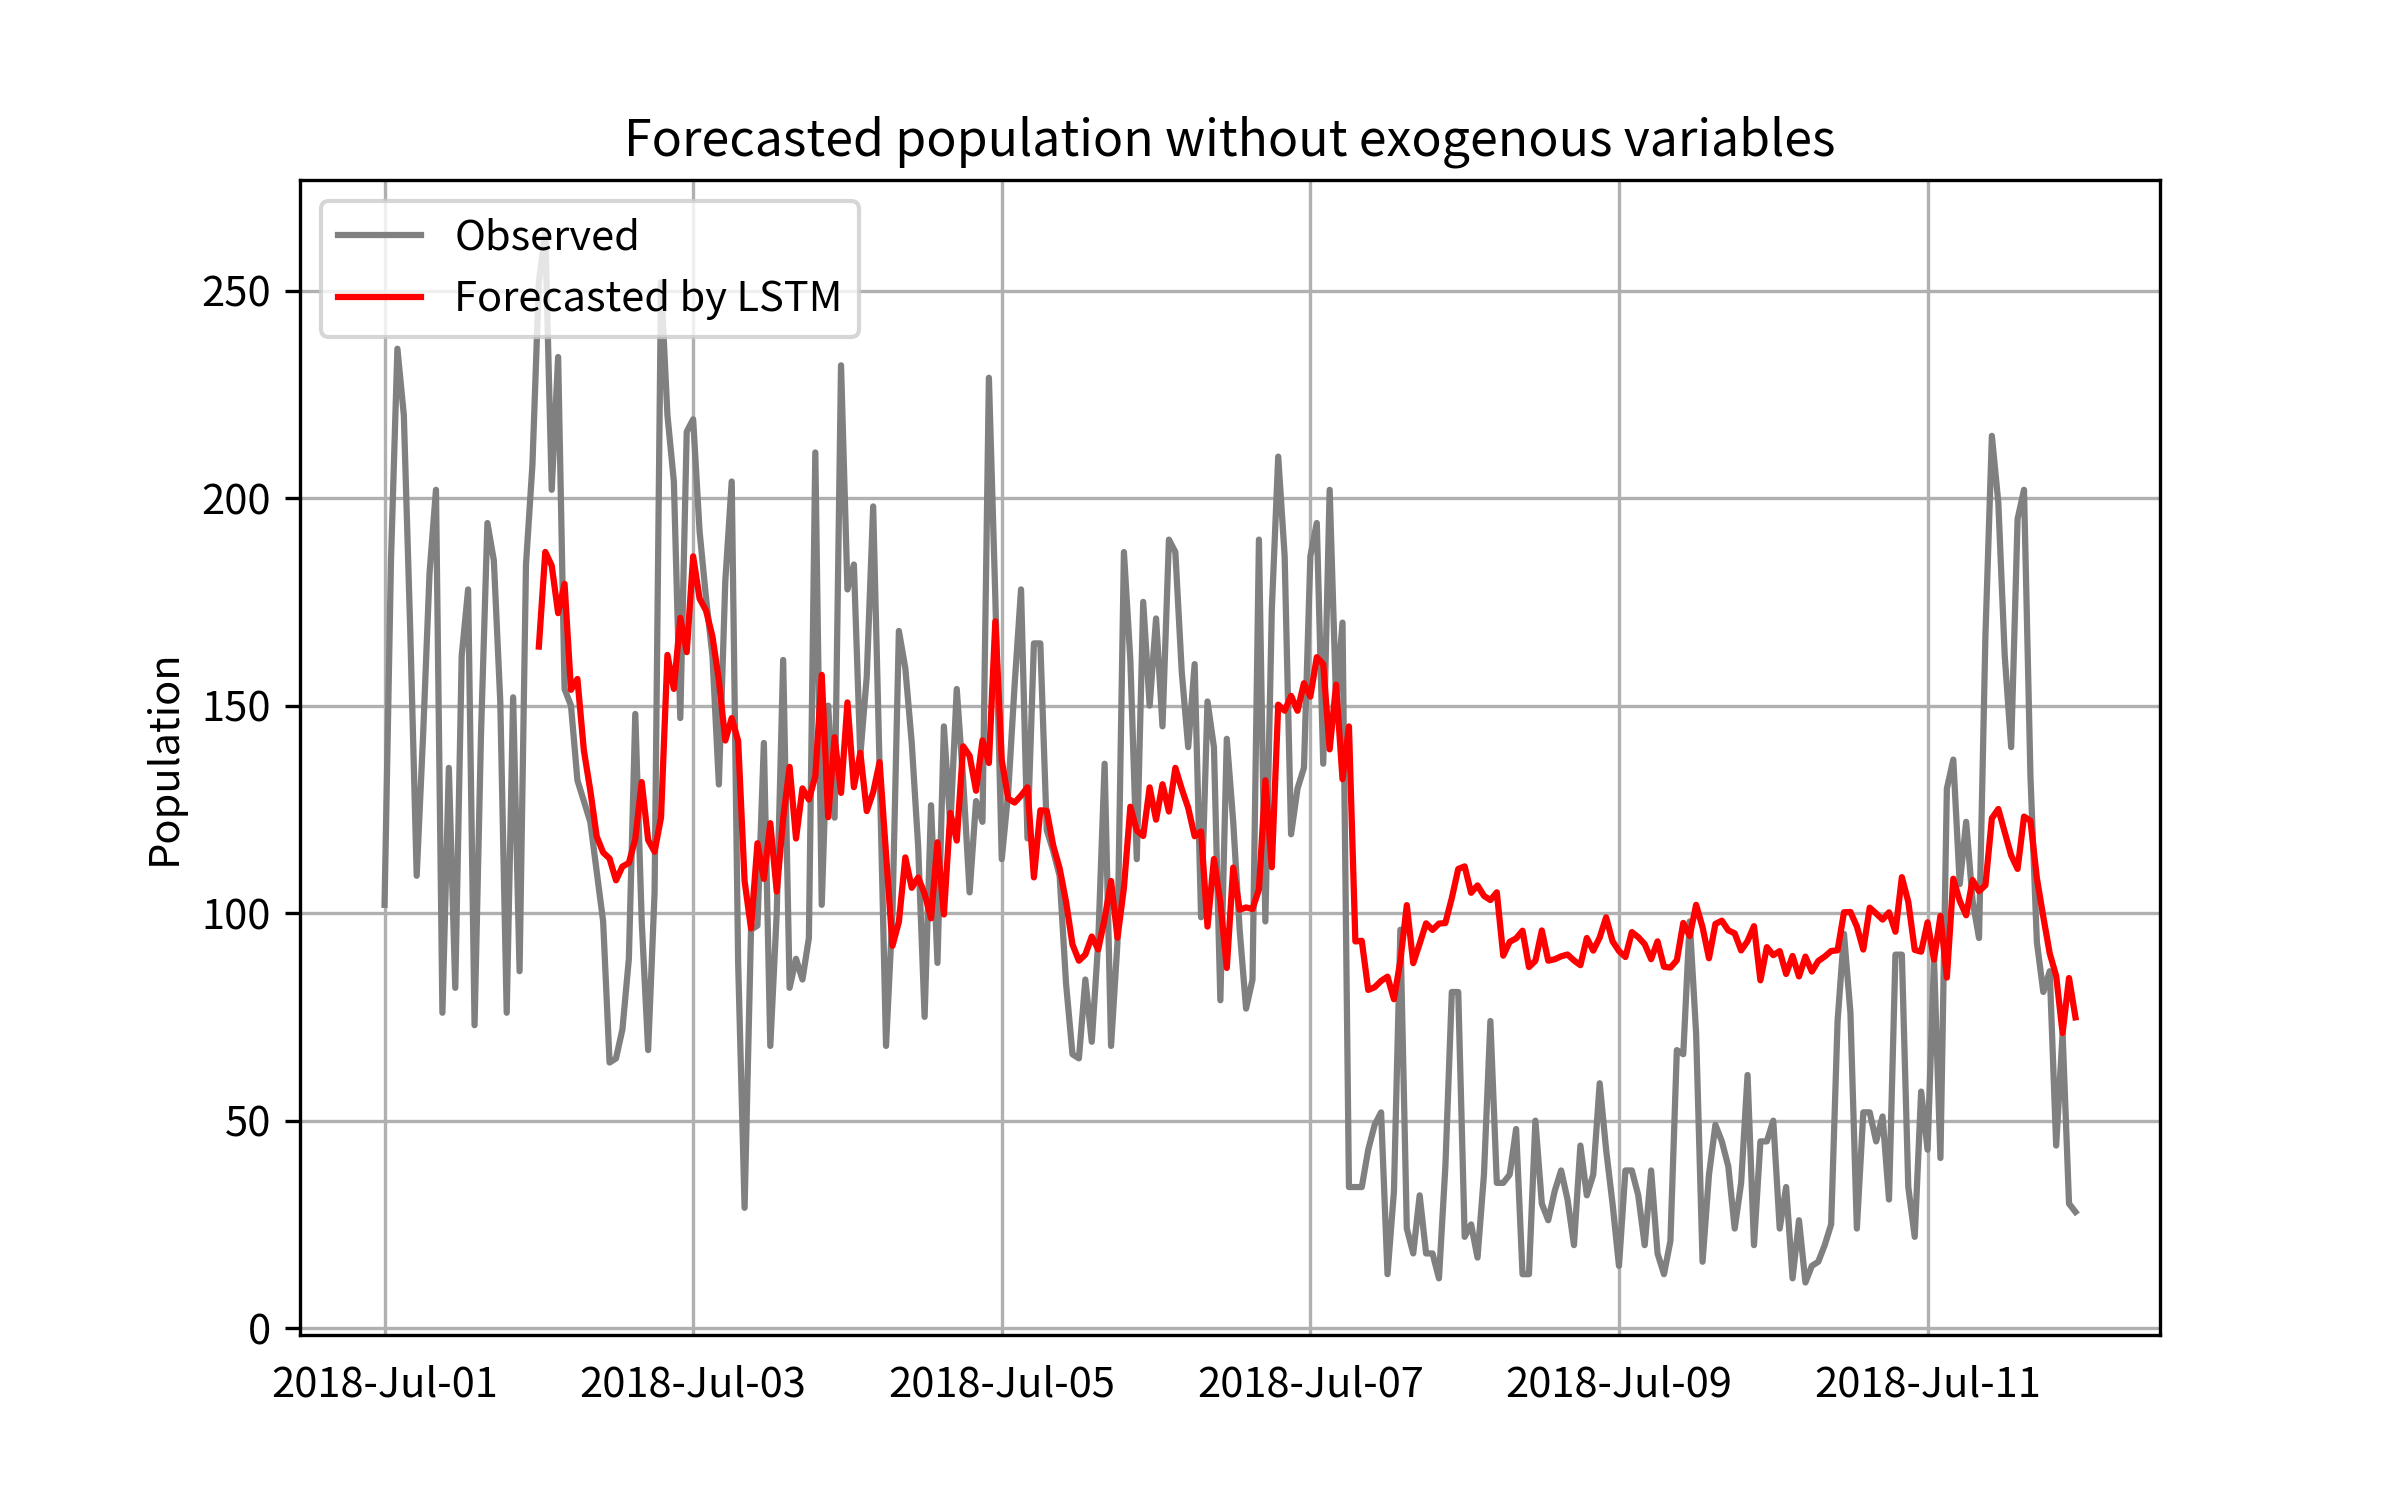 Forecasted population without exogenous variables
Observed
Forecasted by LSTM
Population
250
200
150
100
50
0
2018-Jul-01 2018-Jul-03 2018-Jul-05 2018-Jul-07 2018-Jul-09 2018-Jul-11